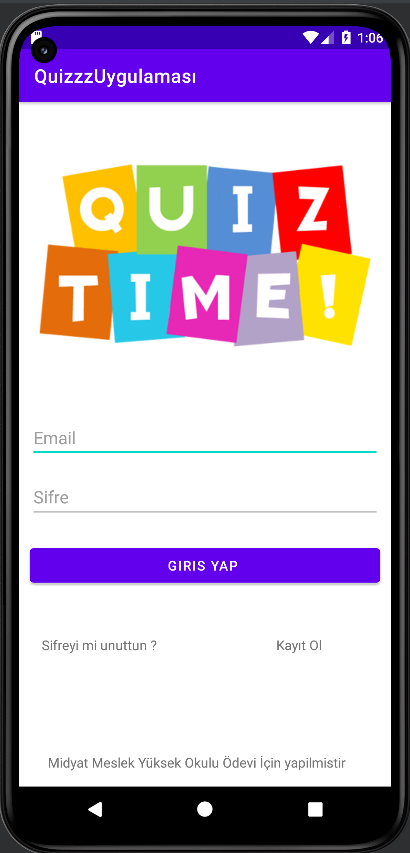 1:06
QuizzzUygulaması
QUIZ
TIME!
Email
Sifre
GIRIS YAP
Sifreyi mi unuttun ? Kayıt Ol
Midyat Meslek Yüksek Okulu Ödevi İçin yapilmistir